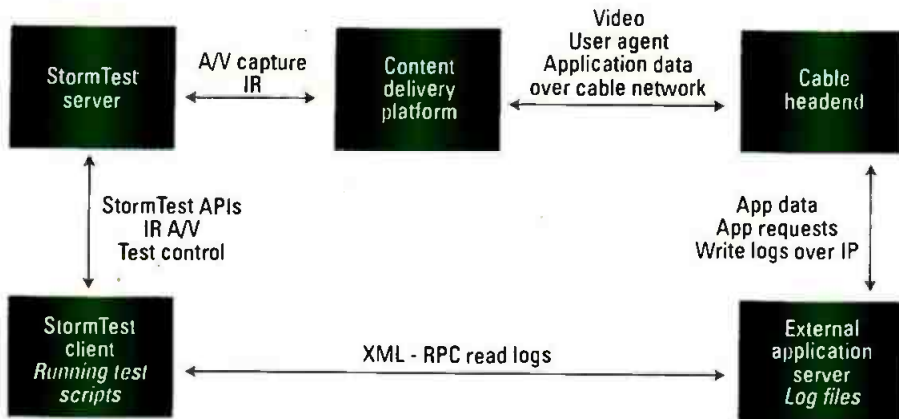 StormTest
server
A/V capture
IR
Content
delivery
platform
Video
User agent
Application data
over cable network
Cable
headend
StormTest APIs
IR A/V
Test control
App data
App requests
Write logs over IP
StormTest
client
Running test
scripts
XML - RPC read logs
External
application
server
Log files